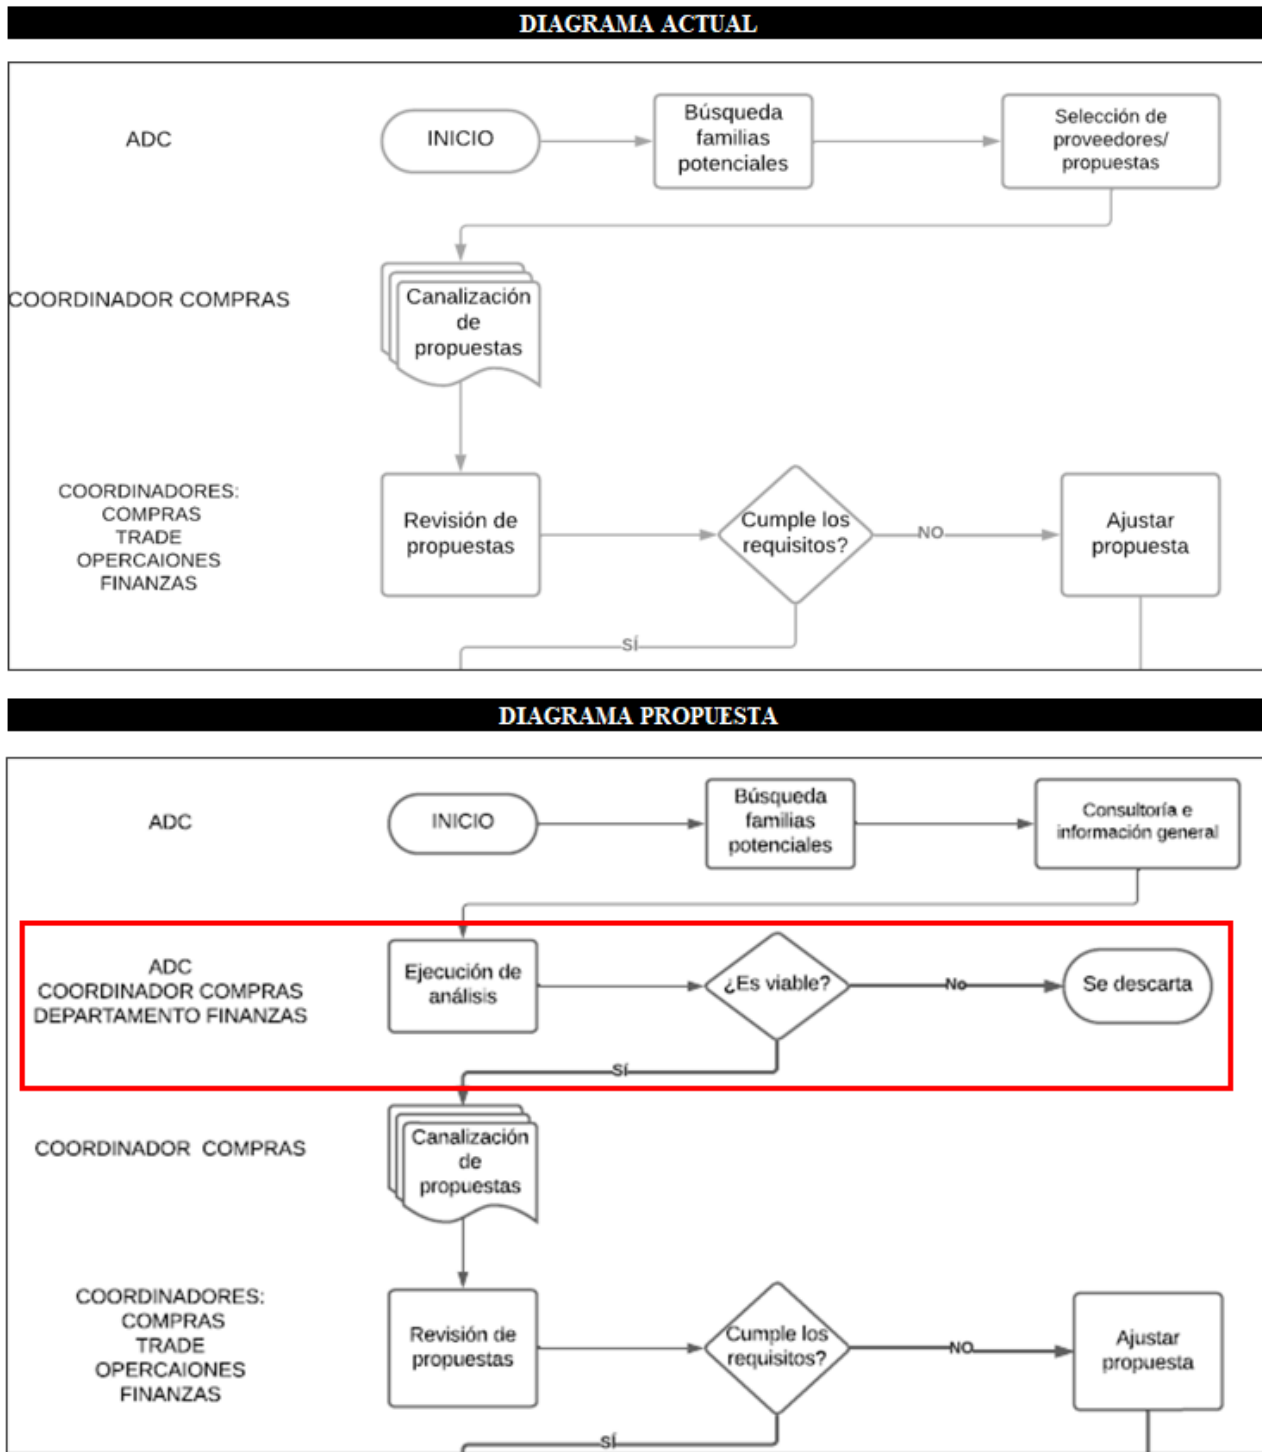 DIAGRAMA ACTUAL
ADC
INICIO
Búsqueda
familias
potenciales
Selección de
proveedores/
propuestas
COORDINADOR COMPRAS
Canalización
de
propuestas
COORDINADORES:
COMPRAS
TRADE
OPERCAIONES
FINANZAS
Revisión de
propuestas
Cumple los
requisitos?
NO
Ajustar
propuesta
SÍ
DIAGRAMA PROPUESTA
ADC
INICIO
Búsqueda
familias
potenciales
Consultoría e
información general
ADC
COORDINADOR COMPRAS
DEPARTAMENTO FINANZAS
Ejecución de
análisis
¿Es viable?
No
Se descarta
Sí
COORDINADOR COMPRAS
Canalización
de
propuestas
COORDINADORES:
COMPRAS
TRADE
OPERCAIONES
FINANZAS
Revisión de
propuestas
Cumple los
requisitos?
NO
Ajustar
propuesta
SÍ